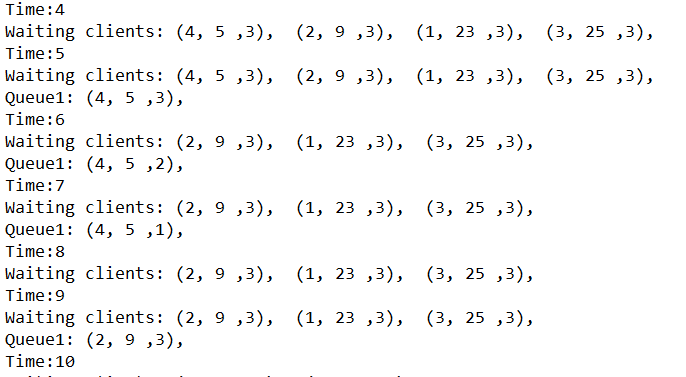 Time:4
Waiting clients: (4, 5 ,3),  (2, 9 ,3),  (1, 23 ,3),  (3, 25 ,3),
Time:5
Waiting clients: (4, 5 ,3),  (2, 9 ,3),  (1, 23 ,3),  (3, 25 ,3),
Queue1: (4, 5 ,3),
Time:6
Waiting clients: (2, 9 ,3),  (1, 23 ,3),  (3, 25 ,3),
Queue1: (4, 5 ,2),
Time:7
Waiting clients: (2, 9 ,3),  (1, 23 ,3),  (3, 25 ,3),
Queue1: (4, 5 ,1),
Time:8
Waiting clients: (2, 9 ,3),  (1, 23 ,3),  (3, 25 ,3),
Time:9
Waiting clients: (2, 9 ,3),  (1, 23 ,3),  (3, 25 ,3),
Queue1: (2, 9 ,3),
Time:10